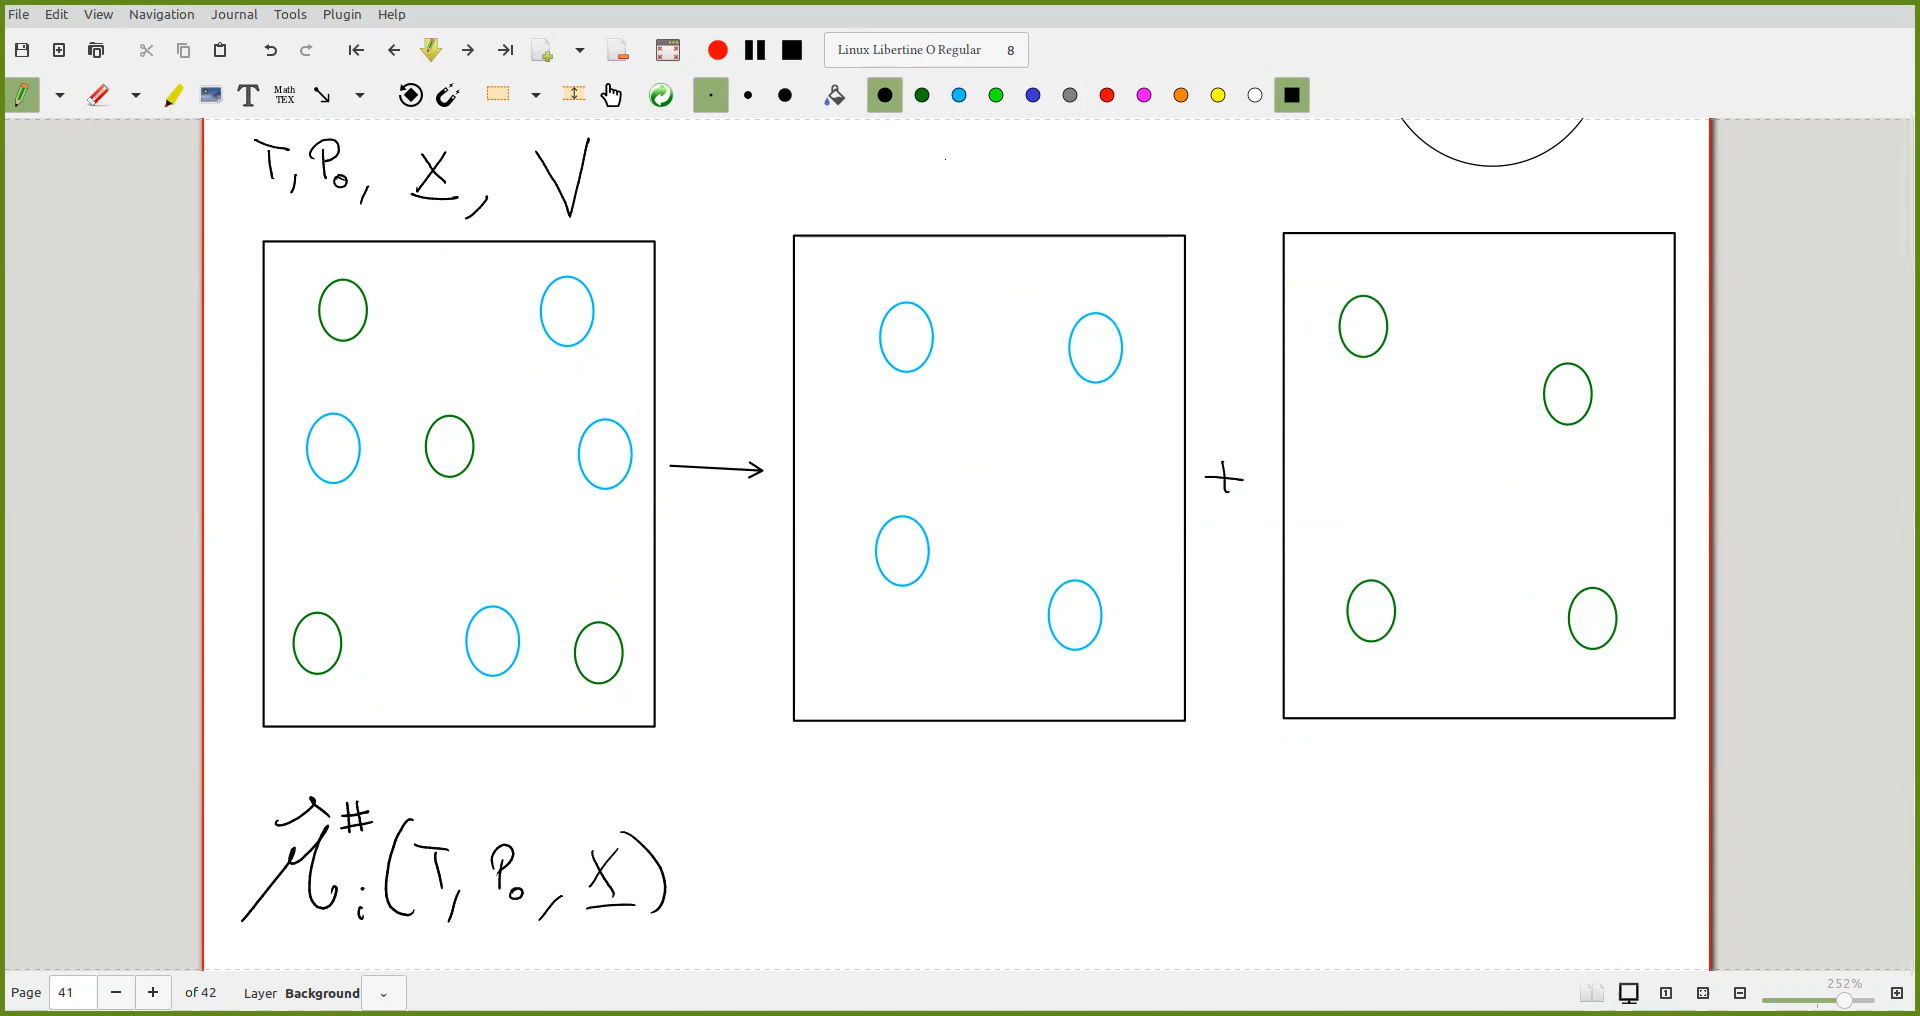 File Edit View Navigation Journal Tools Plugin Help
Linux Libertine O Regular 8
T
Math
TEX
T, P₀, X, V
+
μ̂ᵢ^#(T, P₀, X)
252%
Page 41 − + of 42 Layer Background